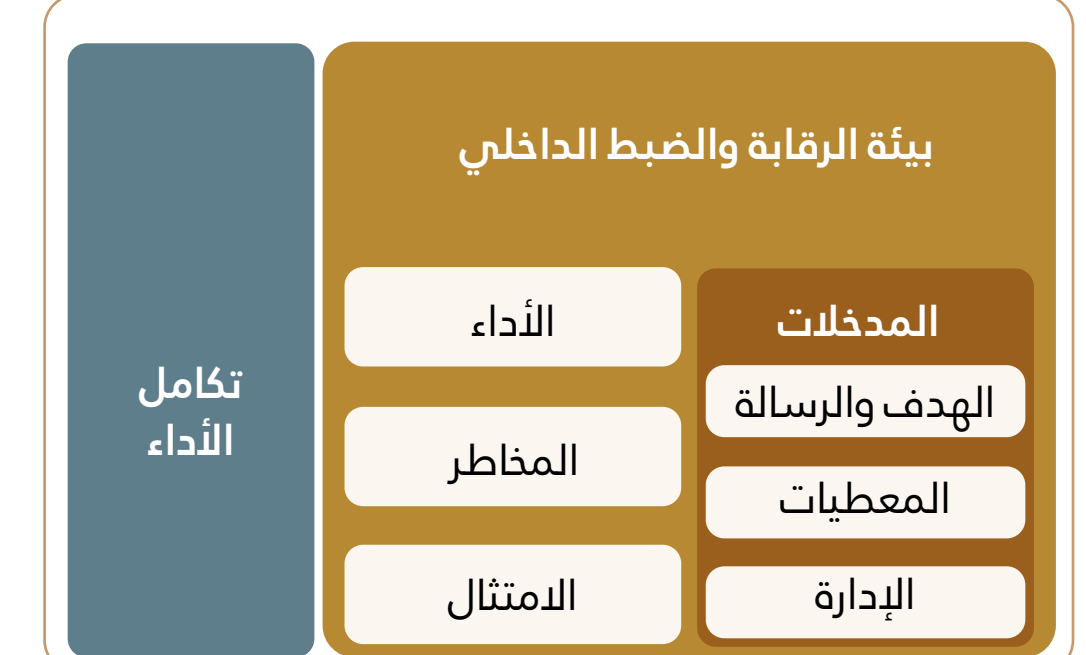 بيئة الرقابة والضبط الداخلي
المدخلات
الهدف والرسالة
المعطيات
الإدارة
الأداء
المخاطر
الامتثال
تكامل
الأداء